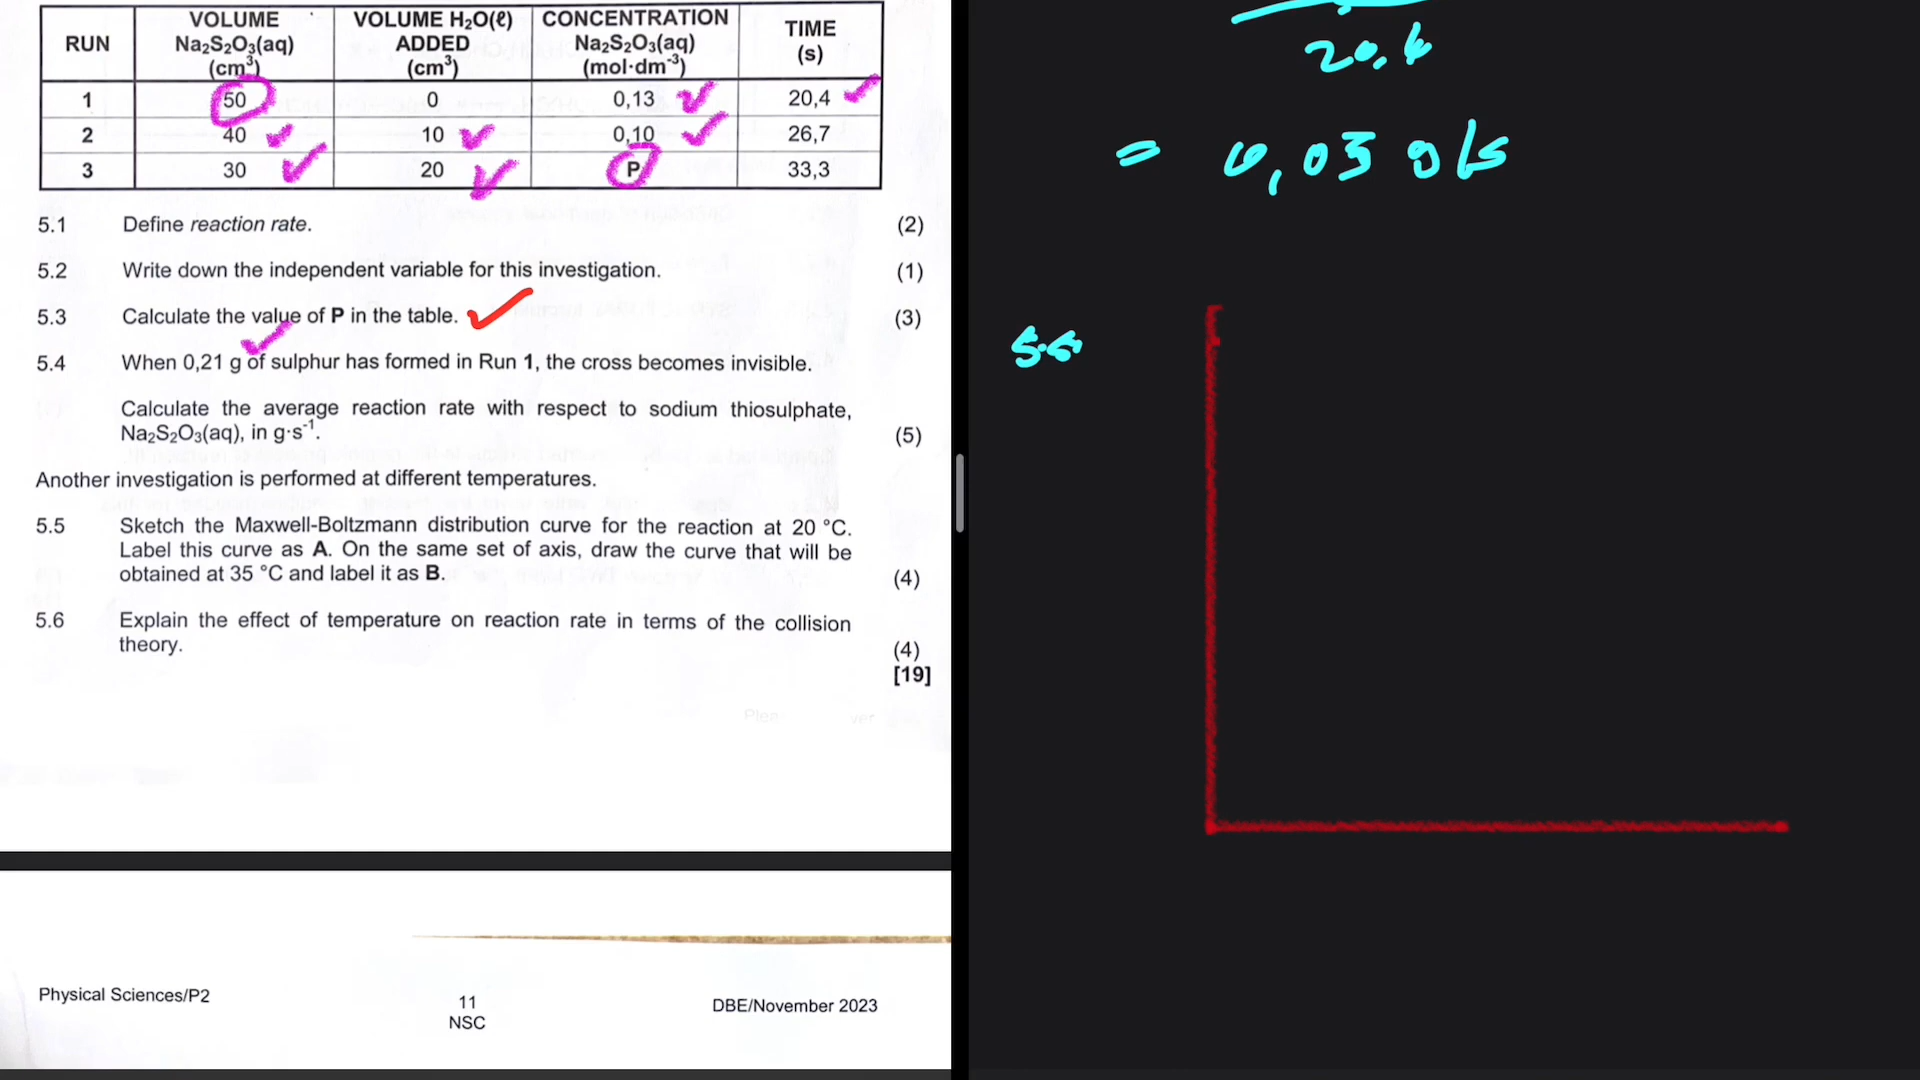 RUN
VOLUME Na₂S₂O₃(aq) (cm³)
VOLUME H₂O(ℓ) ADDED (cm³)
CONCENTRATION Na₂S₂O₃(aq) (mol·dm⁻³)
TIME (s)
1 50 0 0,13 20,4
2 40 10 0,10 26,7
3 30 20 P 33,3
5.1 Define reaction rate. (2)
5.2 Write down the independent variable for this investigation. (1)
5.3 Calculate the value of P in the table. (3)
5.4 When 0,21 g of sulphur has formed in Run 1, the cross becomes invisible.
Calculate the average reaction rate with respect to sodium thiosulphate,
Na₂S₂O₃(aq), in g·s⁻¹. (5)
Another investigation is performed at different temperatures.
5.5 Sketch the Maxwell-Boltzmann distribution curve for the reaction at 20 °C.
Label this curve as A. On the same set of axis, draw the curve that will be
obtained at 35 °C and label it as B. (4)
5.6 Explain the effect of temperature on reaction rate in terms of the collision
theory. (4)
[19]
Physical Sciences/P2
11
NSC
DBE/November 2023
20,4
= 0,03 g/s
5.5